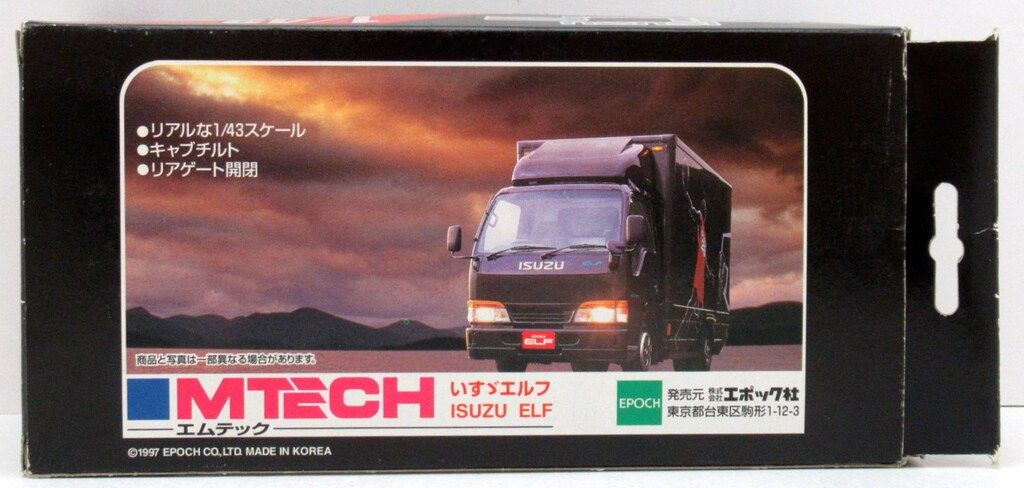 ●リアルな1/43スケール
●キャブチルト
●リアゲート開閉
ISUZU ELF
ISUZU
ELF
商品と写真は一部異なる場合があります。
MTECH
エムテック
いすゞエルフ
ISUZU ELF
EPOCH
発売元 株式会社エポック社
東京都台東区駒形1-12-3
©1997 EPOCH CO.,LTD. MADE IN KOREA